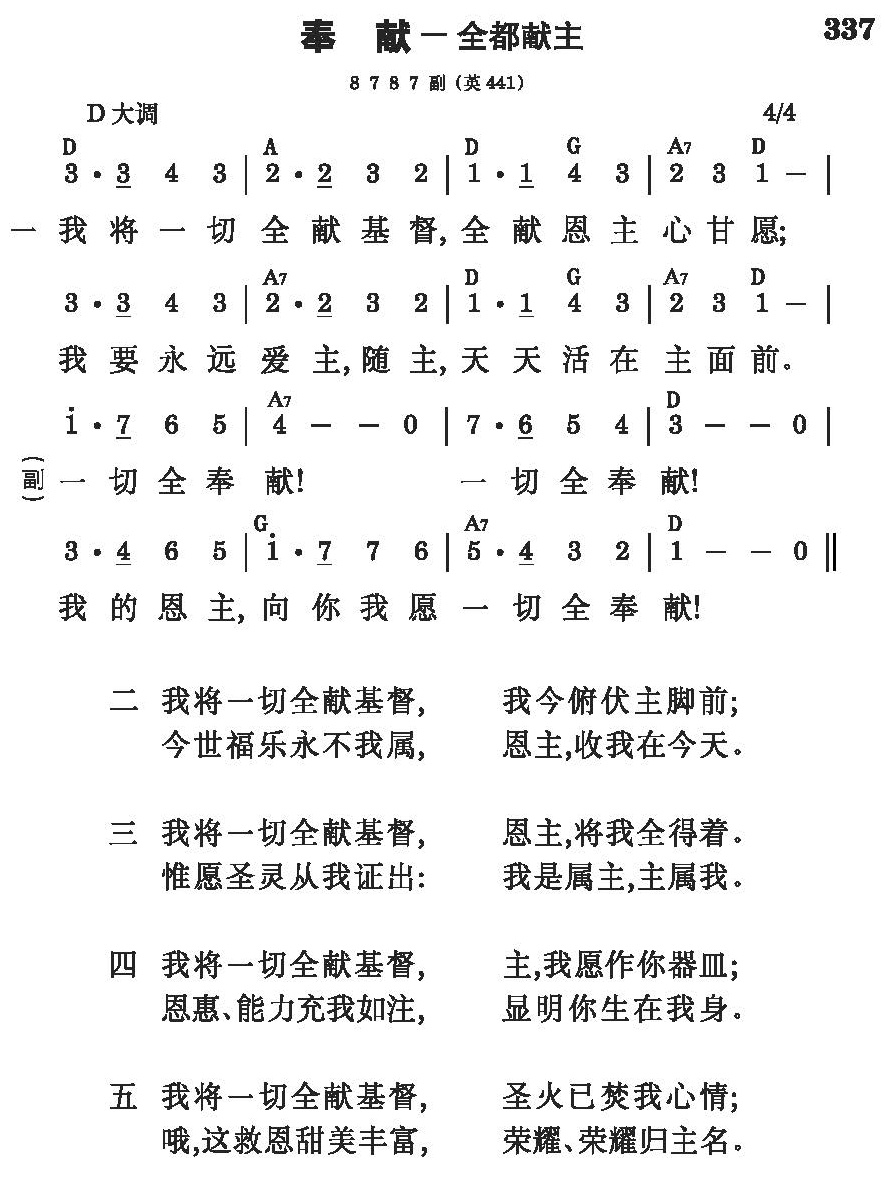 奉 献 — 全都献主 337
8 7 8 7 副 (英 441)
D 大调 4/4
D A D G A7 D
3 · 3 4 3 | 2 · 2 3 2 | 1 · 1 4 3 | 2 3 1 — |
一 我 将 一 切 全 献 基 督, 全 献 恩 主 心 甘 愿;
A7 D G A7 D
3 · 3 4 3 | 2 · 2 3 2 | 1 · 1 4 3 | 2 3 1 — |
我 要 永 远 爱 主, 随 主, 天 天 活 在 主 面 前。
A7 D
i · 7 6 5 | 4 — — 0 | 7 · 6 5 4 | 3 — — 0 |
(副) 一 切 全 奉 献! 一 切 全 奉 献!
G A7 D
3 · 4 6 5 | i · 7 7 6 | 5 · 4 3 2 | 1 — — 0 ‖
我 的 恩 主, 向 你 我 愿 一 切 全 奉 献!
二 我将一切全献基督, 我今俯伏主脚前;
今世福乐永不我属, 恩主,收我在今天。
三 我将一切全献基督, 恩主,将我全得着。
惟愿圣灵从我证出: 我是属主,主属我。
四 我将一切全献基督, 主,我愿作你器皿;
恩惠、能力充我如注, 显明你生在我身。
五 我将一切全献基督, 圣火已焚我心情;
哦,这救恩甜美丰富, 荣耀、荣耀归主名。